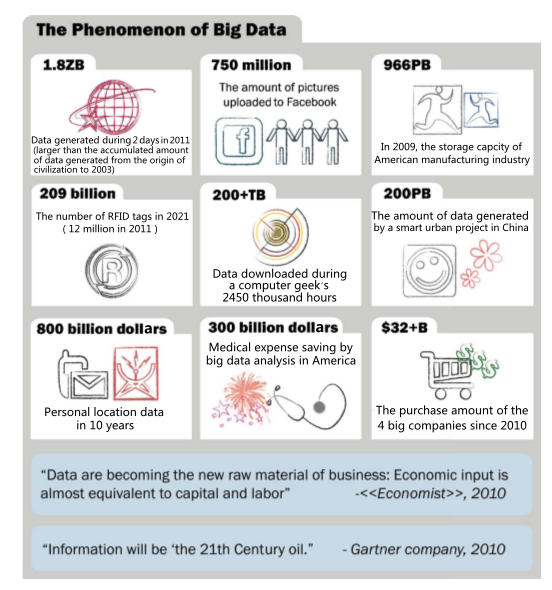 The Phenomenon of Big Data
1.8ZB
Data generated during 2 days in 2011
(larger than the accumulated amount
of data generated from the origin of
civilization to 2003)
750 million
The amount of pictures
uploaded to Facebook
f
966PB
In 2009, the storage capcity of
American manufacturing industry
209 billion
The number of RFID tags in 2021
( 12 million in 2011 )
R
200+TB
Data downloaded during
a computer geek's
2450 thousand hours
200PB
The amount of data generated
by a smart urban project in China
800 billion dollars
Personal location data
in 10 years
300 billion dollars
Medical expense saving by
big data analysis in America
$32+B
$$$
The purchase amount of the
4 big companies since 2010
“Data are becoming the new raw material of business: Economic input is
almost equivalent to capital and labor” -<<Economist>>, 2010
“Information will be ‘the 21th Century oil.” - Gartner company, 2010